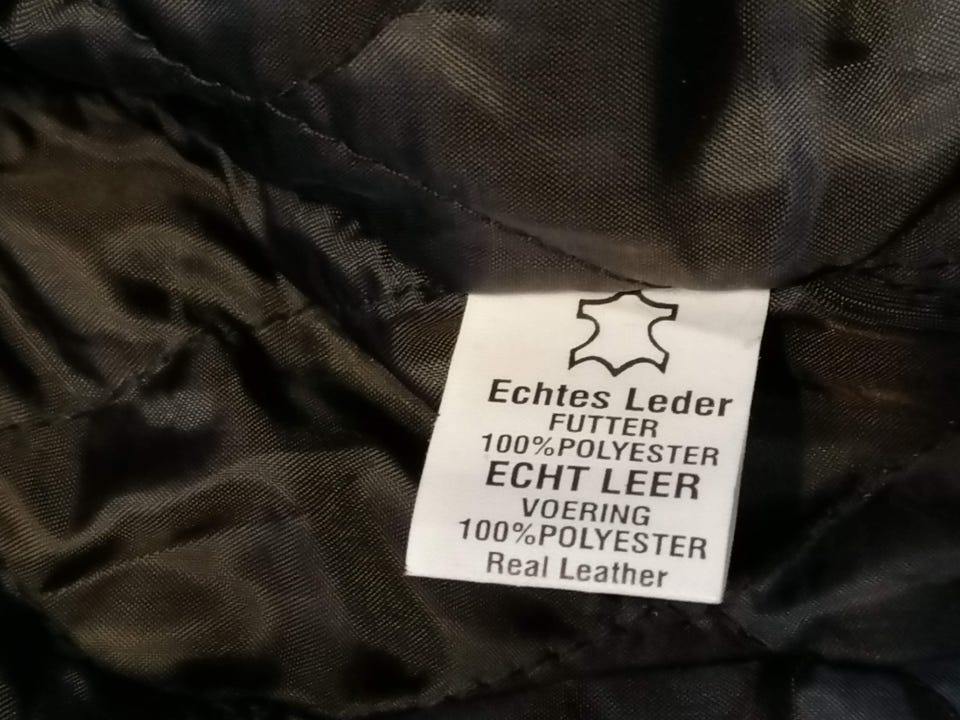 Echtes Leder
FUTTER
100%POLYESTER
ECHT LEER
VOERING
100%POLYESTER
Real Leather